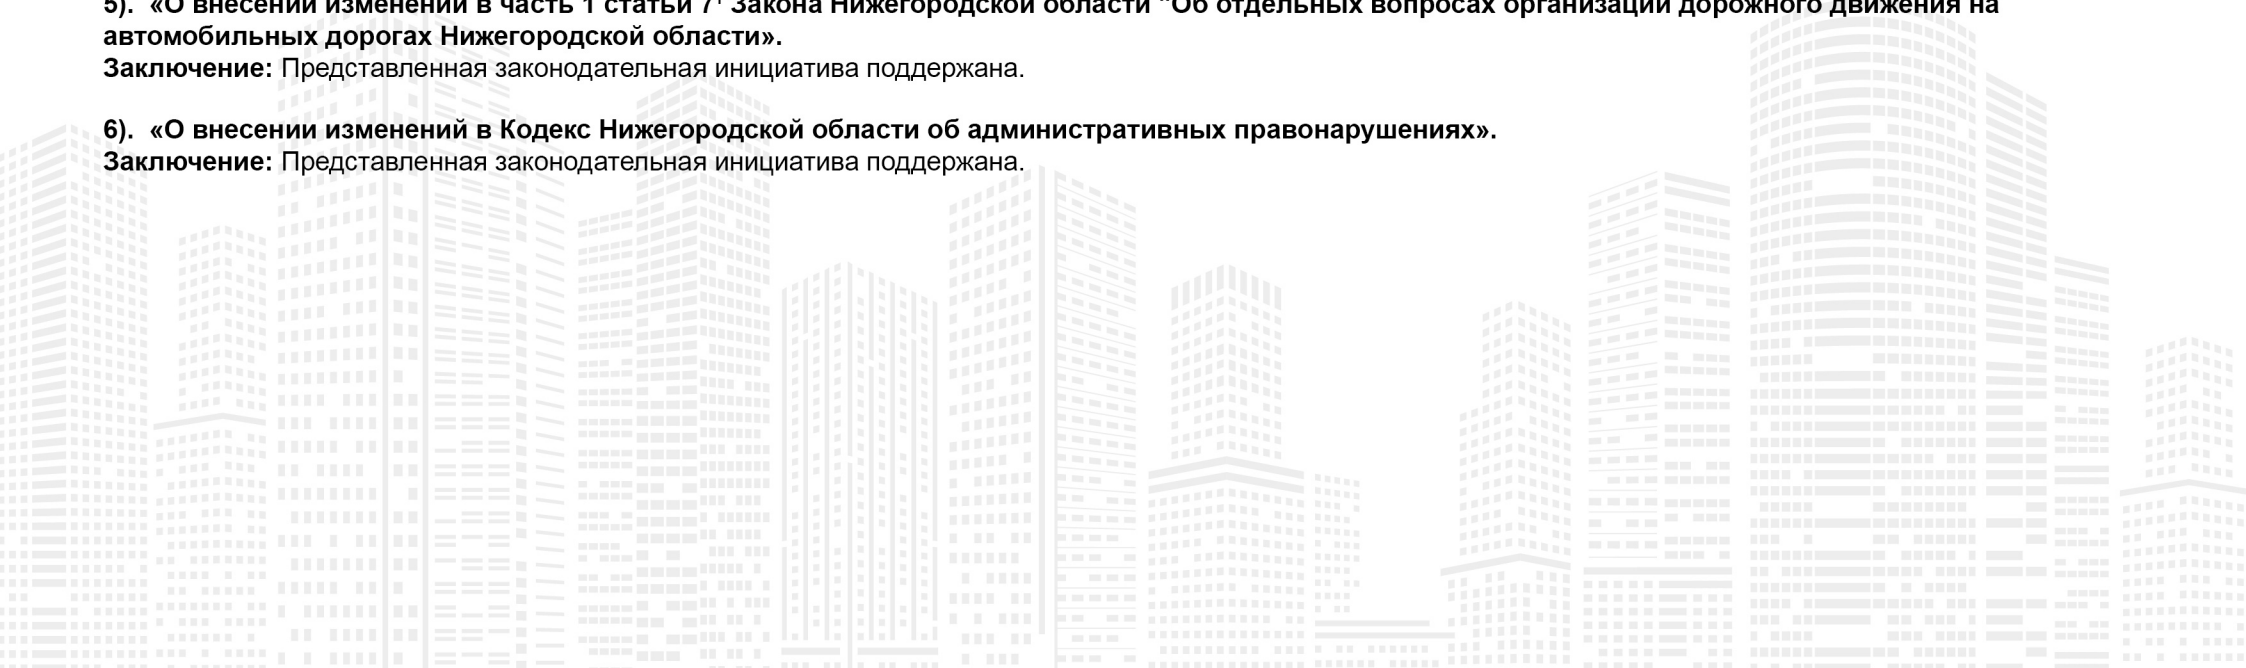 5). «О внесении изменений в часть 1 статьи 7¹ Закона Нижегородской области "Об отдельных вопросах организации дорожного движения на
автомобильных дорогах Нижегородской области».
Заключение: Представленная законодательная инициатива поддержана.
6). «О внесении изменений в Кодекс Нижегородской области об административных правонарушениях».
Заключение: Представленная законодательная инициатива поддержана.